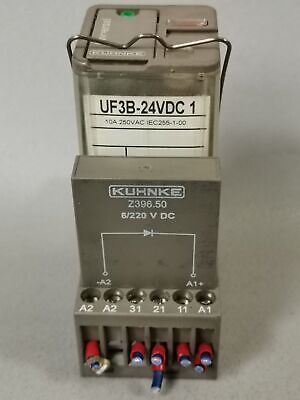 UF3B-24VDC 1
10A 250VAC IEC255-1-00
KUHNKE
Z396.50
6/220 V DC
-A2 A1+
A2 A2 31 21 11 A1